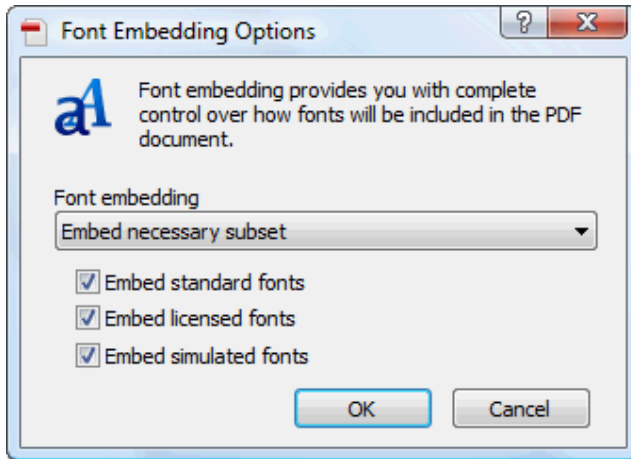 Font Embedding Options
Font embedding provides you with complete
control over how fonts will be included in the PDF
document.
Font embedding
Embed necessary subset
Embed standard fonts
Embed licensed fonts
Embed simulated fonts
OK Cancel